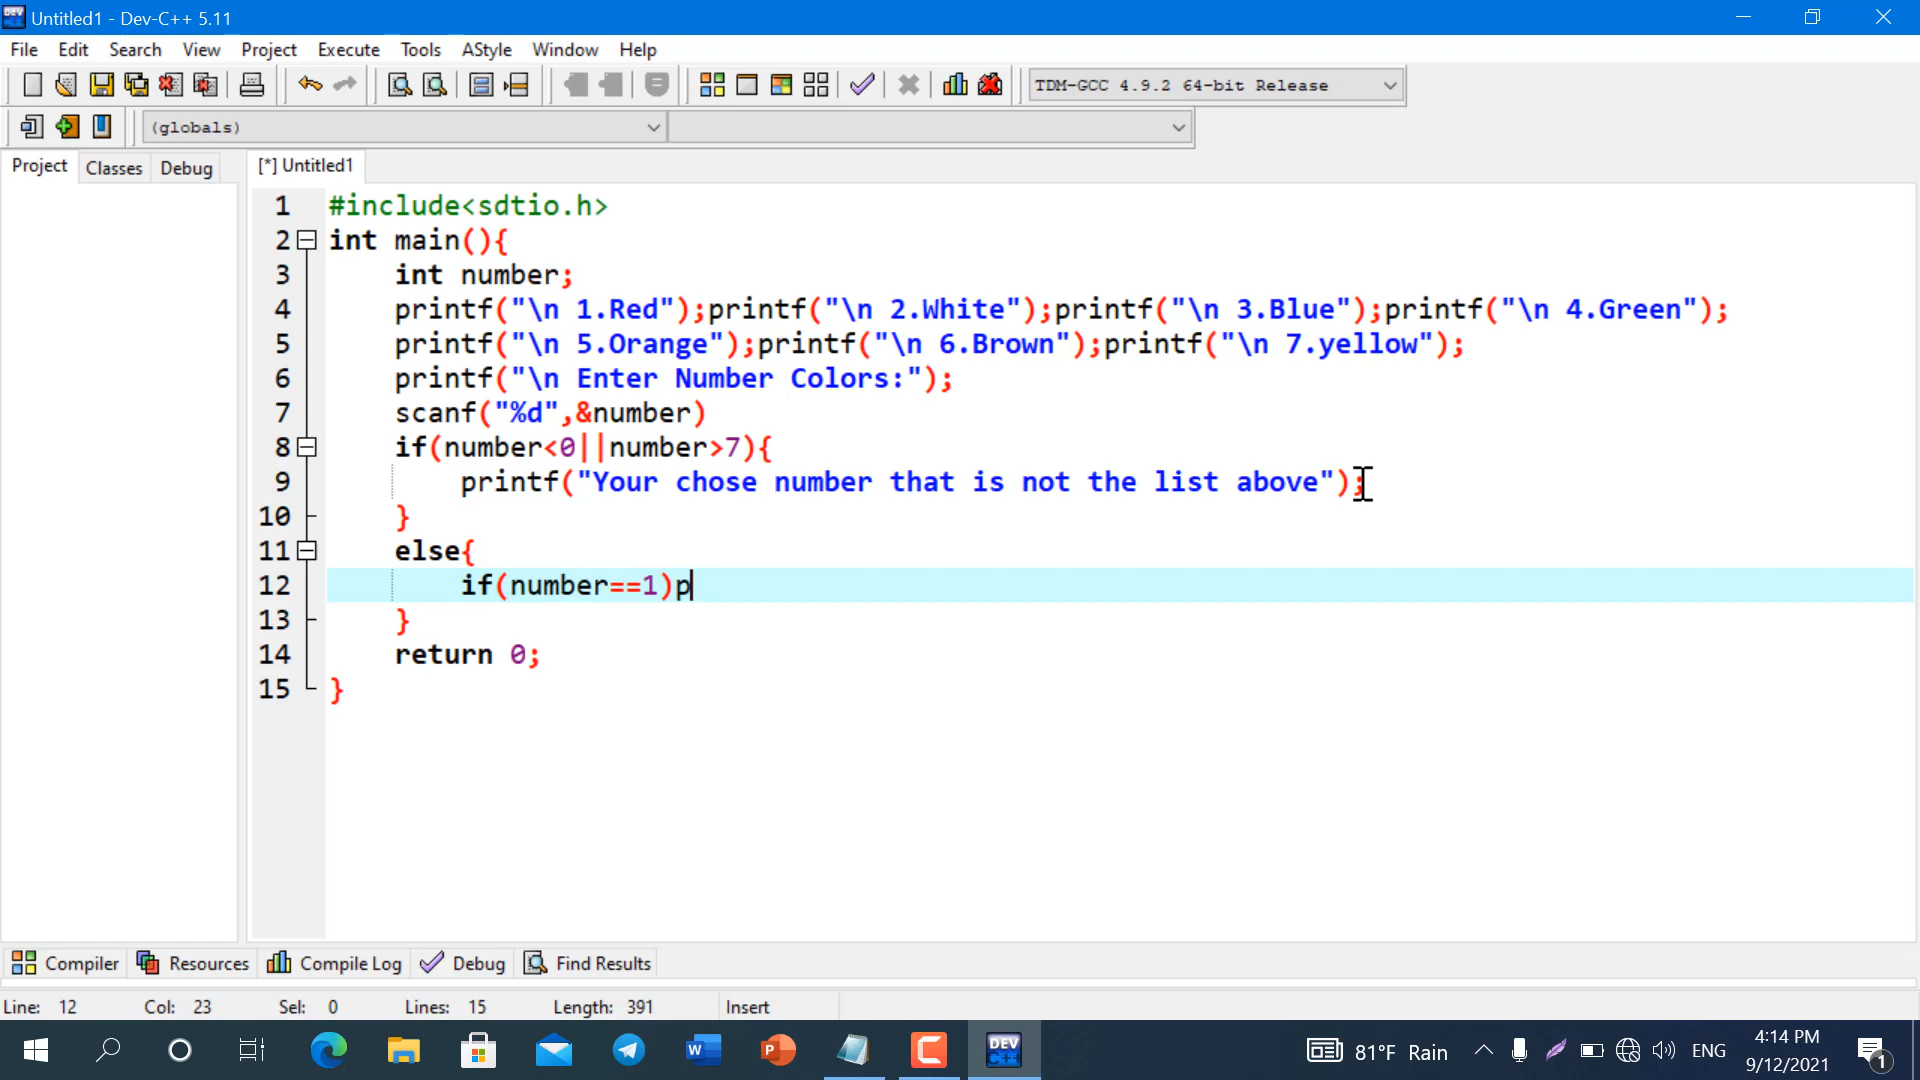 Untitled1 - Dev-C++ 5.11
File Edit Search View Project Execute Tools AStyle Window Help
TDM-GCC 4.9.2 64-bit Release
(globals)
Project Classes Debug [*] Untitled1
1 #include<sdtio.h>
2 int main(){
3 int number;
4 printf("\n 1.Red");printf("\n 2.White");printf("\n 3.Blue");printf("\n 4.Green");
5 printf("\n 5.Orange");printf("\n 6.Brown");printf("\n 7.yellow");
6 printf("\n Enter Number Colors:");
7 scanf("%d",&number)
8 if(number<0||number>7){
9 printf("Your chose number that is not the list above");
10 }
11 else{
12 if(number==1)p
13 }
14 return 0;
15 }
Compiler Resources Compile Log Debug Find Results
Line: 12 Col: 23 Sel: 0 Lines: 15 Length: 391 Insert
DEV C++ 81°F Rain ENG 4:14 PM
9/12/2021 1